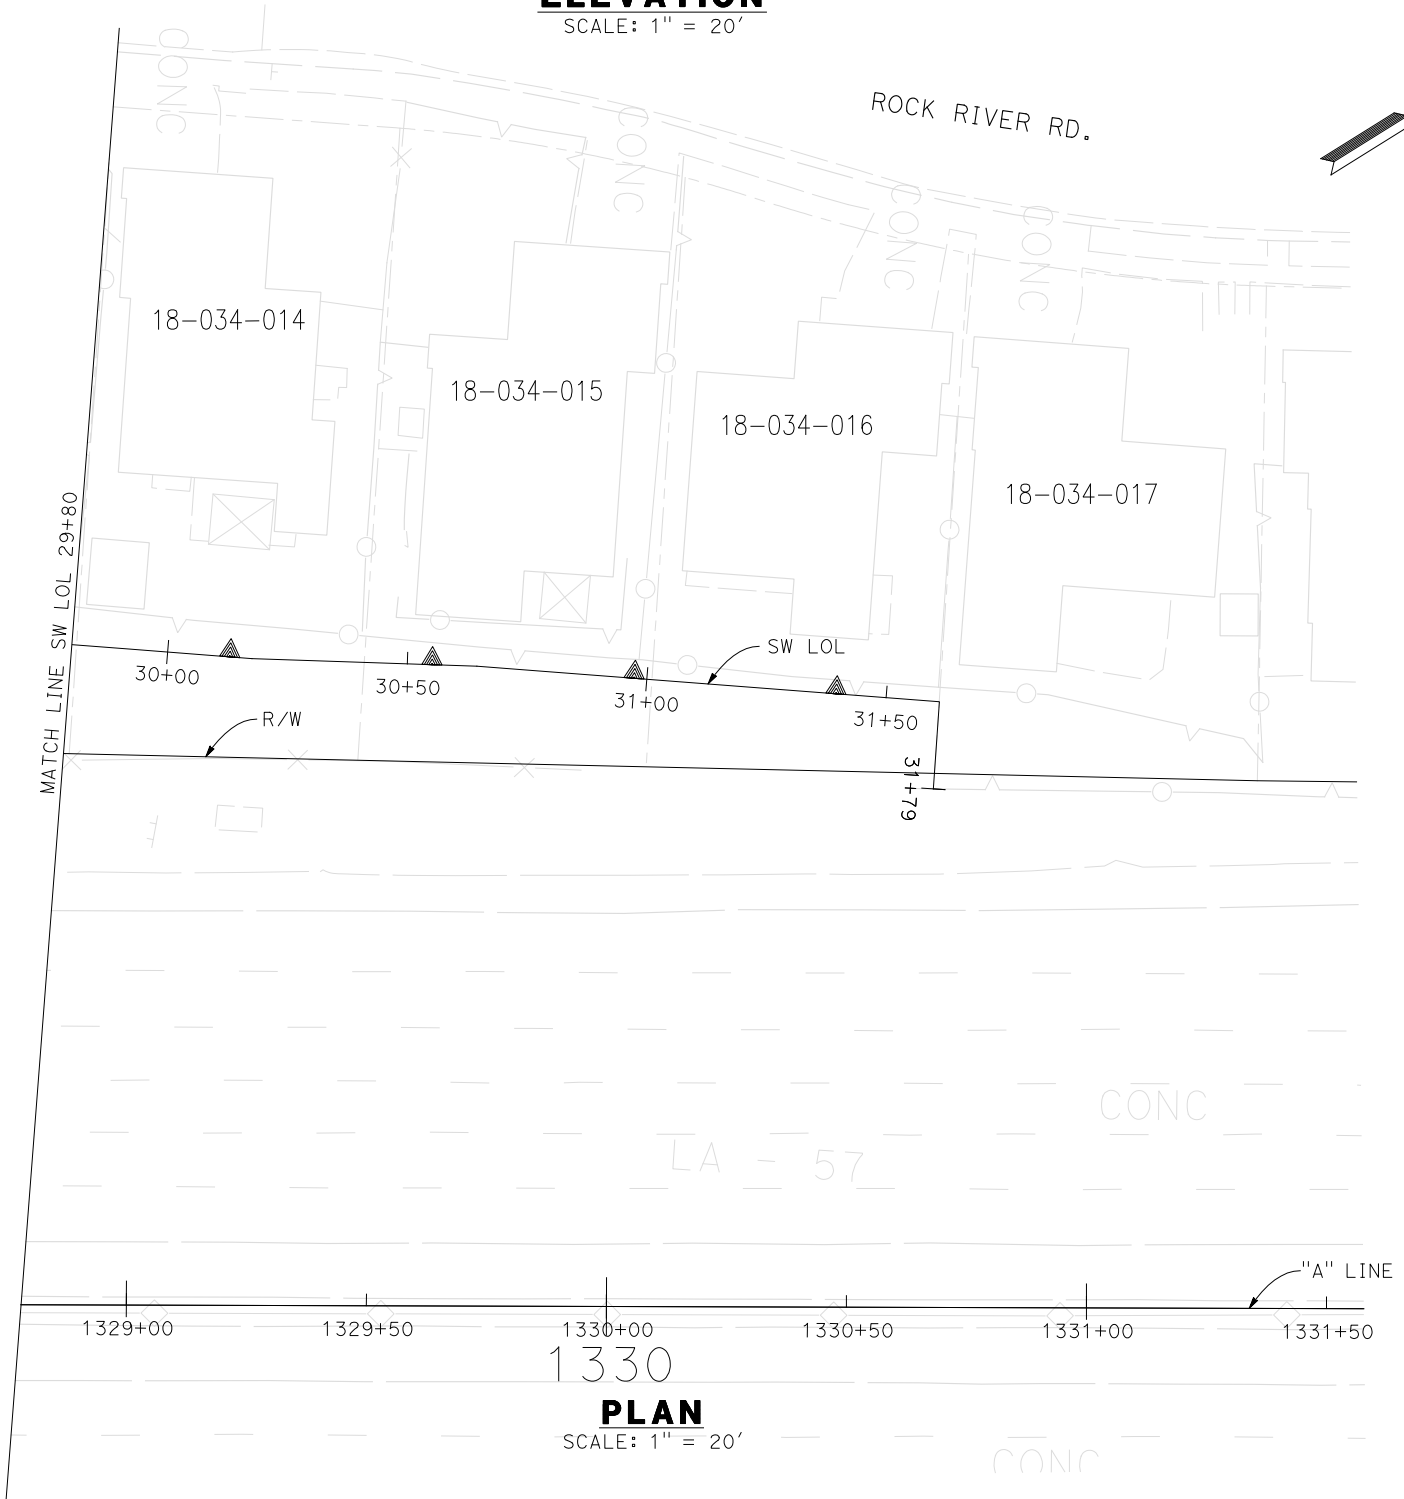 ELEVATION
SCALE: 1" = 20'
ROCK RIVER RD.
CONC
CONC
CONC
CONC
18-034-014
18-034-015
18-034-016
18-034-017
MATCH LINE SW LOL 29+80
SW LOL
30+00
30+50
31+00
31+50
31+79
R/W
CONC
LA - 57
"A" LINE
1329+00
1329+50
1330+00
1330+50
1331+00
1331+50
1330
PLAN
SCALE: 1" = 20'
CONC